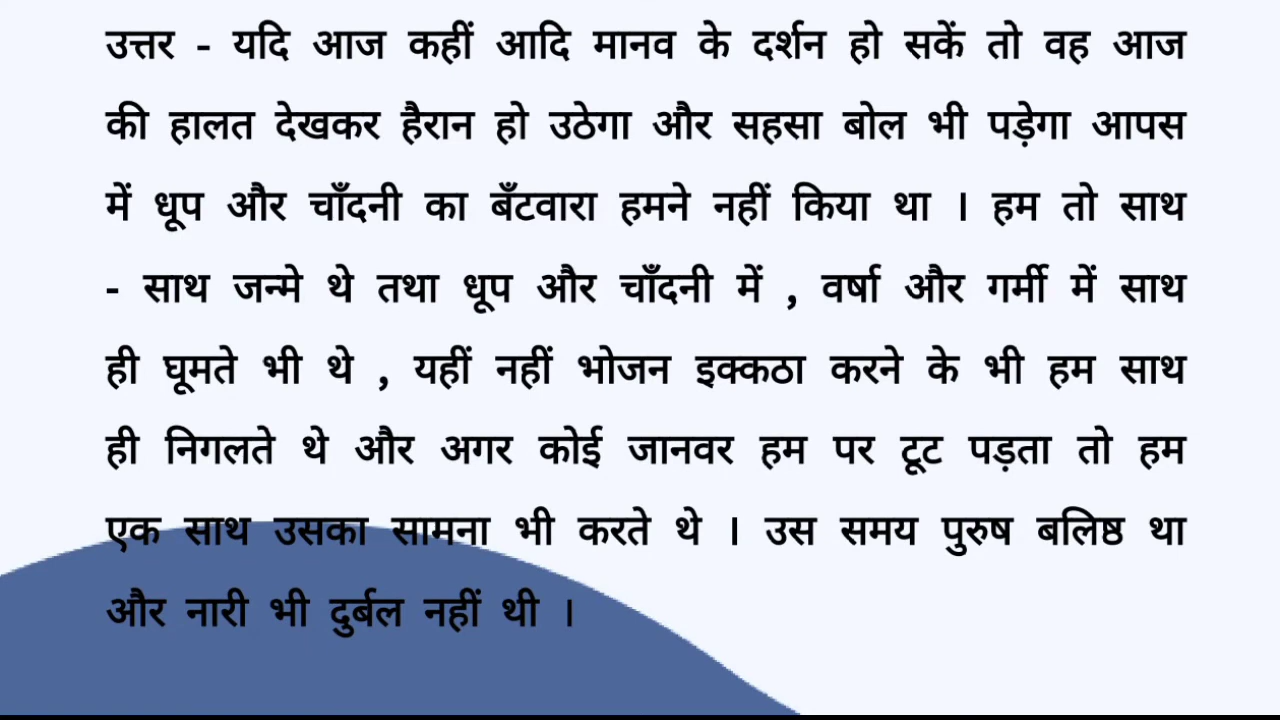 उत्तर - यदि आज कहीं आदि मानव के दर्शन हो सकें तो वह आज
की हालत देखकर हैरान हो उठेगा और सहसा बोल भी पड़ेगा आपस
में धूप और चाँदनी का बँटवारा हमने नहीं किया था । हम तो साथ
- साथ जन्मे थे तथा धूप और चाँदनी में , वर्षा और गर्मी में साथ
ही घूमते भी थे , यहीं नहीं भोजन इक्कठा करने के भी हम साथ
ही निगलते थे और अगर कोई जानवर हम पर टूट पड़ता तो हम
एक साथ उसका सामना भी करते थे । उस समय पुरुष बलिष्ठ था
और नारी भी दुर्बल नहीं थी ।